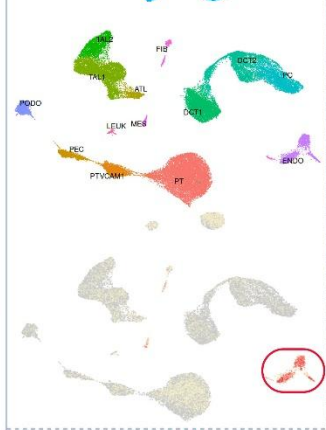 TAL2
FIB
DCT2
TAL1
PC
ATL
PODO
DCT1
LEUK
MES
PEC
ENDO
PTVCAM1
PT